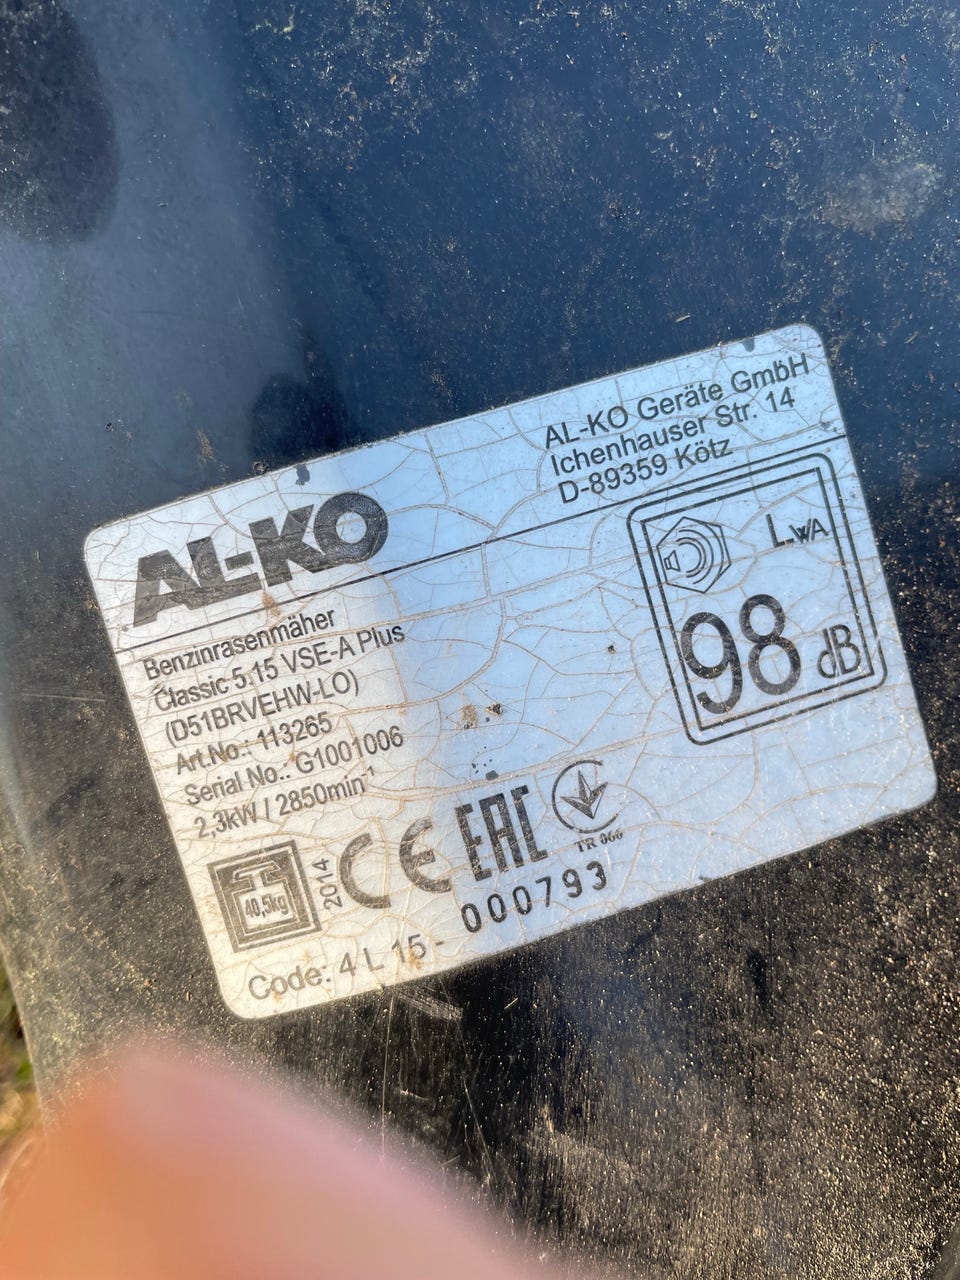 AL-KO
AL-KO Geräte GmbH
Ichenhauser Str. 14
D-89359 Kötz
Benzinrasenmäher
Classic 5,15 VSE-A Plus
(D51BRVEHW-LO)
Art.No.: 113265
Serial No.: G1001006
2,3kW / 2850min⁻¹
LWA
98 dB
40,5kg
2014
CE
EAC
TR 066
Code: 4 L 15 - 000793